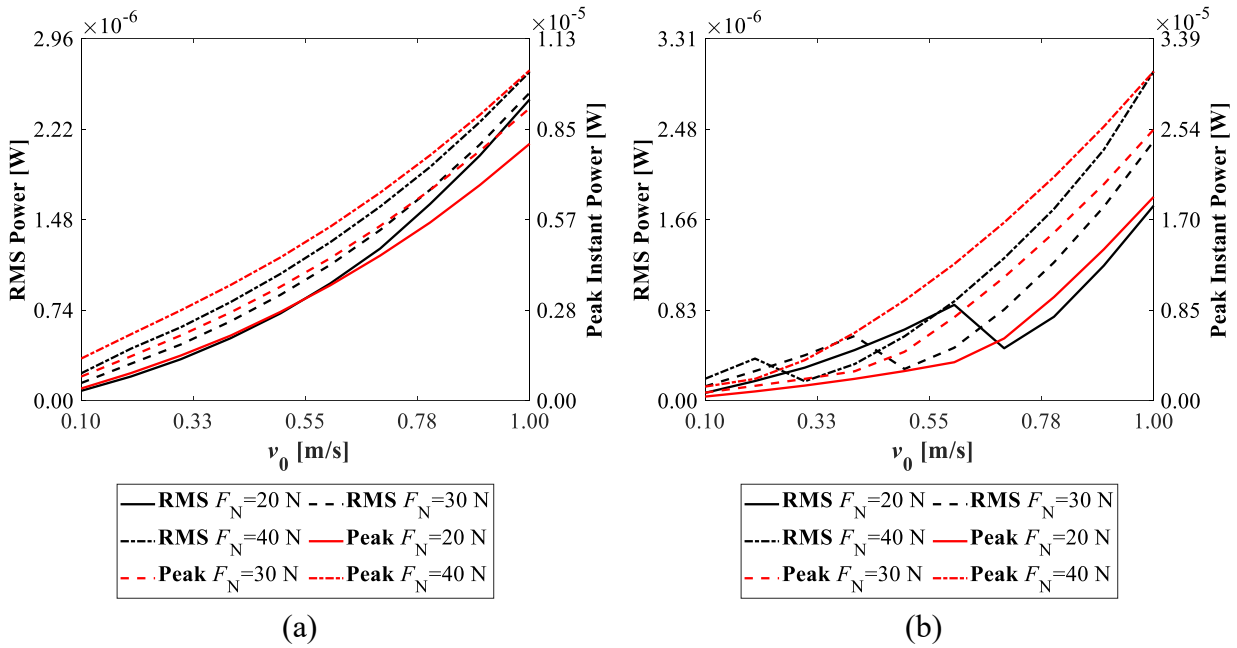 ×10⁻⁶
×10⁻⁵
2.96
2.22
1.48
0.74
0.00
RMS Power [W]
1.13
0.85
0.57
0.28
0.00
Peak Instant Power [W]
0.10 0.33 0.55 0.78 1.00
v₀ [m/s]
RMS F_N=20 N RMS F_N=30 N
RMS F_N=40 N Peak F_N=20 N
Peak F_N=30 N Peak F_N=40 N
(a)
×10⁻⁶
×10⁻⁵
3.31
2.48
1.66
0.83
0.00
RMS Power [W]
3.39
2.54
1.70
0.85
0.00
Peak Instant Power [W]
0.10 0.33 0.55 0.78 1.00
v₀ [m/s]
RMS F_N=20 N RMS F_N=30 N
RMS F_N=40 N Peak F_N=20 N
Peak F_N=30 N Peak F_N=40 N
(b)